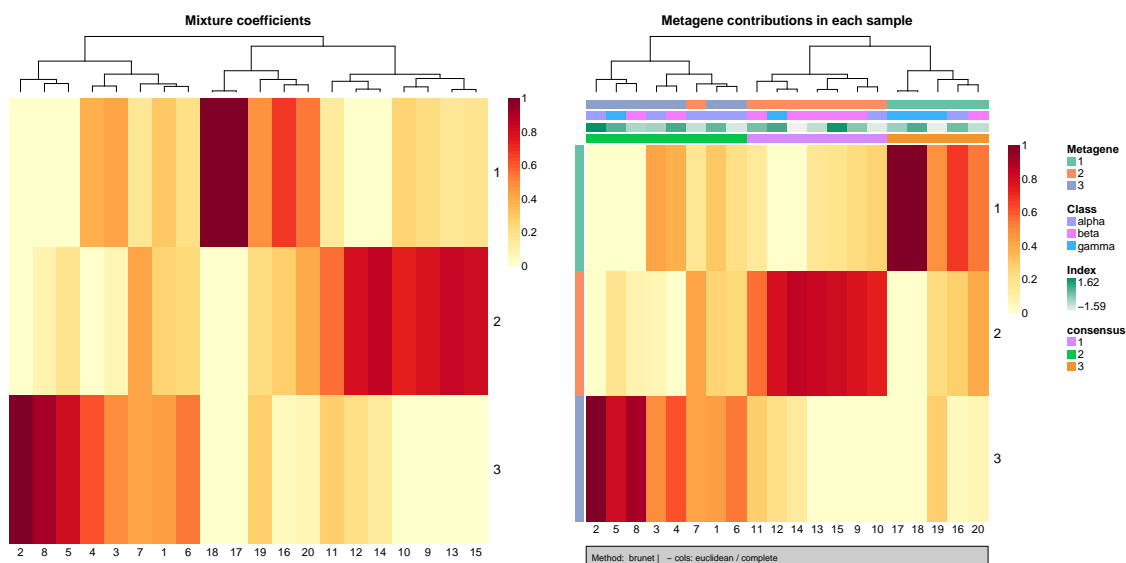 Mixture coefficients
1
0.8
0.6
0.4
0.2
0
1
2
3
2 8 5 4 3 7 1 6 18 17 19 16 20 11 12 14 10 9 13 15
Metagene contributions in each sample
1
0.8
0.6
0.4
0.2
0
1
2
3
2 5 8 3 4 7 1 6 11 12 14 13 15 9 10 17 18 19 16 20
Method: brunet | − cols: euclidean / complete
Metagene
1
2
3
Class
alpha
beta
gamma
Index
1.62
−1.59
consensus
1
2
3